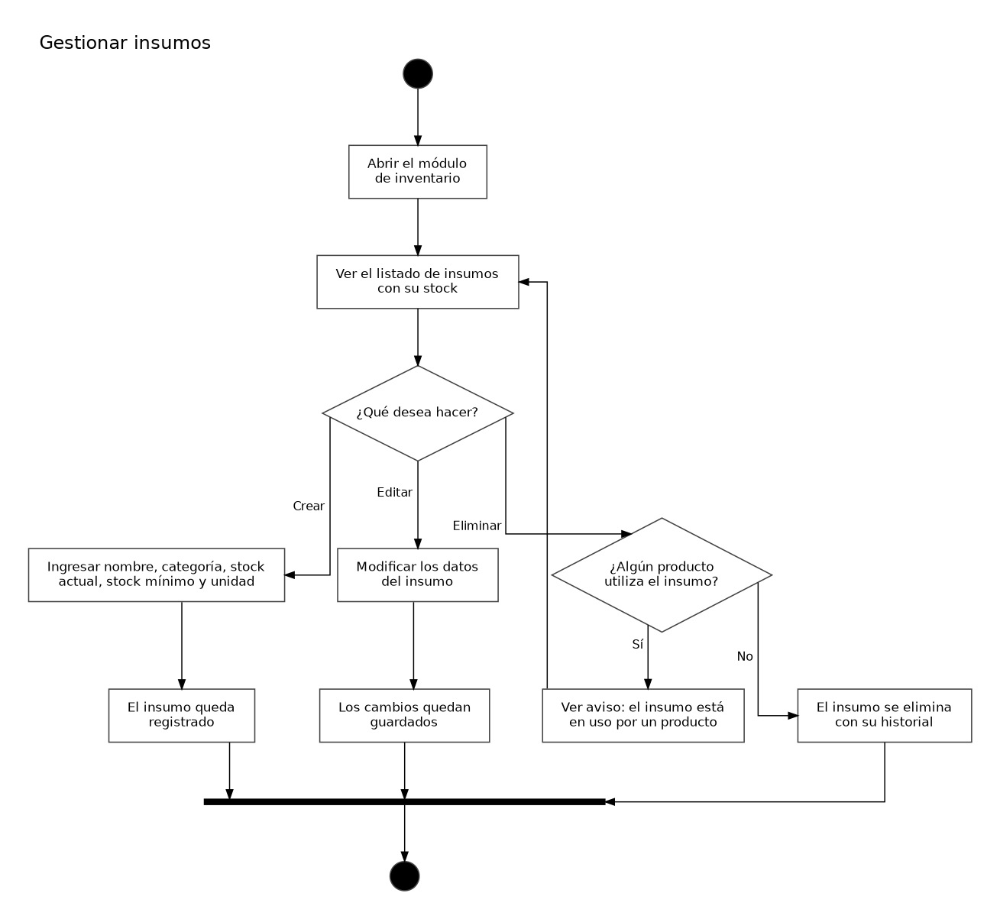 Gestionar insumos
Abrir el módulo
de inventario
Ver el listado de insumos
con su stock
¿Qué desea hacer?
Crear
Editar
Eliminar
Ingresar nombre, categoría, stock
actual, stock mínimo y unidad
Modificar los datos
del insumo
¿Algún producto
utiliza el insumo?
Sí
No
El insumo queda
registrado
Los cambios quedan
guardados
Ver aviso: el insumo está
en uso por un producto
El insumo se elimina
con su historial